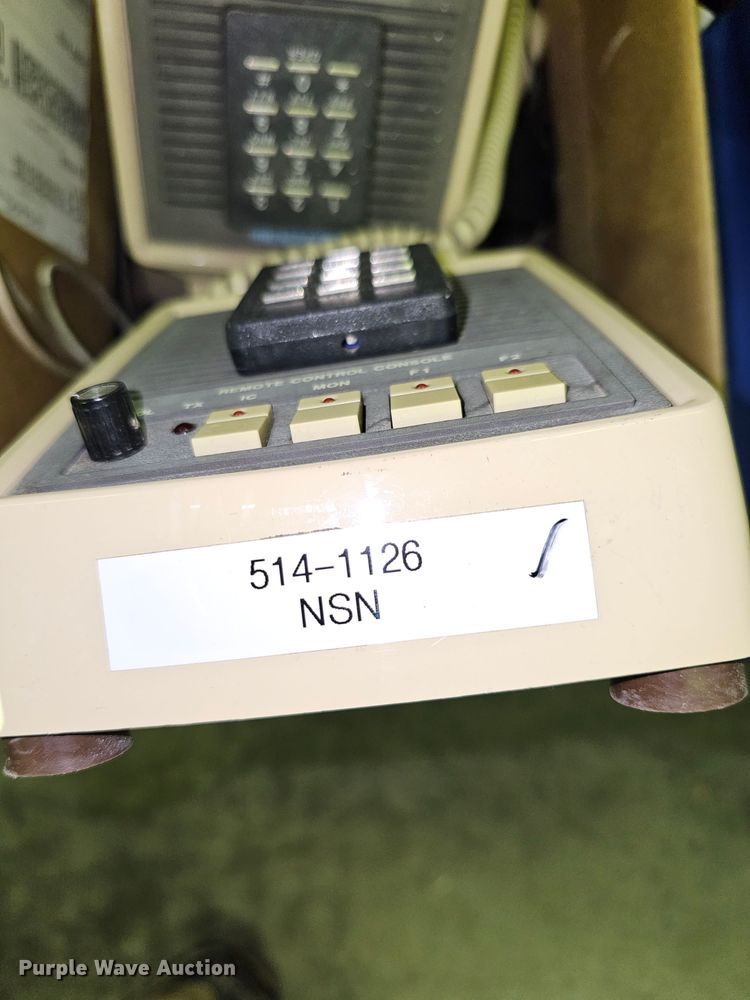 REMOTE CONTROL CONSOLE
TX IC MON F1 F2
514-1126
NSN
Purple Wave Auction